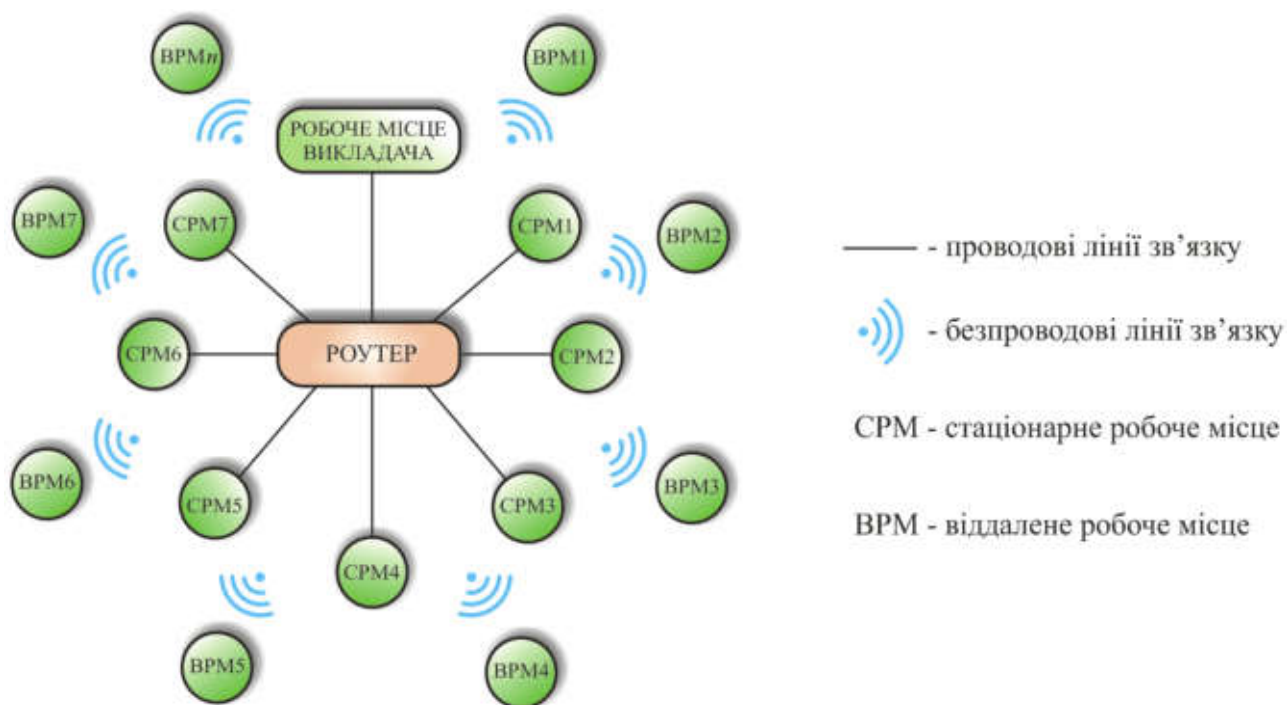 ВРМn
ВРМ1
РОБОЧЕ МІСЦЕ
ВИКЛАДАЧА
ВРМ7
СРМ7
СРМ1
ВРМ2
СРМ6
РОУТЕР
СРМ2
ВРМ6
СРМ5
СРМ3
ВРМ3
СРМ4
ВРМ5
ВРМ4
- проводові лінії зв’язку
- безпроводові лінії зв’язку
СРМ - стаціонарне робоче місце
ВРМ - віддалене робоче місце